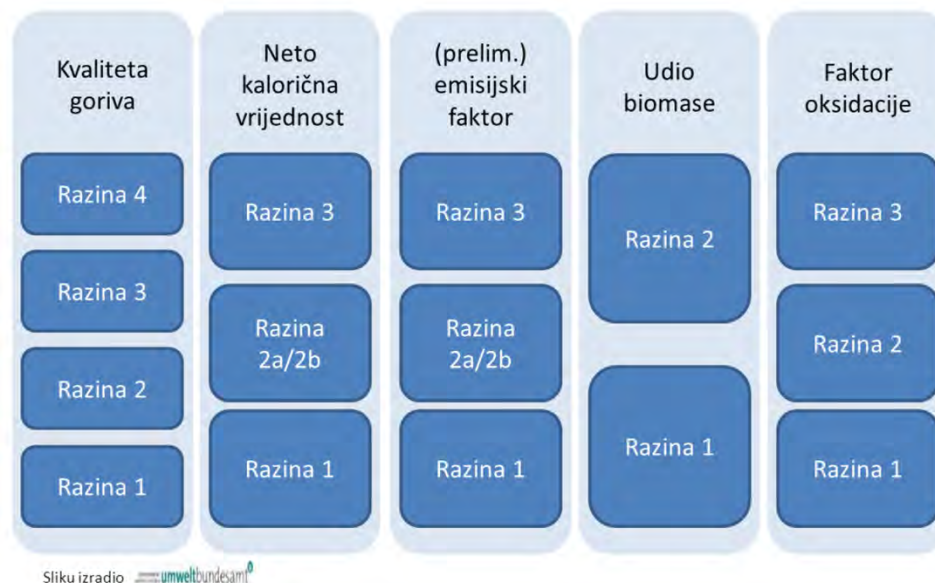 Kvaliteta
goriva
Razina 4
Razina 3
Razina 2
Razina 1
Neto
kalorična
vrijednost
Razina 3
Razina
2a/2b
Razina 1
(prelim.)
emisijski
faktor
Razina 3
Razina
2a/2b
Razina 1
Udio
biomase
Razina 2
Razina 1
Faktor
oksidacije
Razina 3
Razina 2
Razina 1
Sliku izradio umweltbundesamt